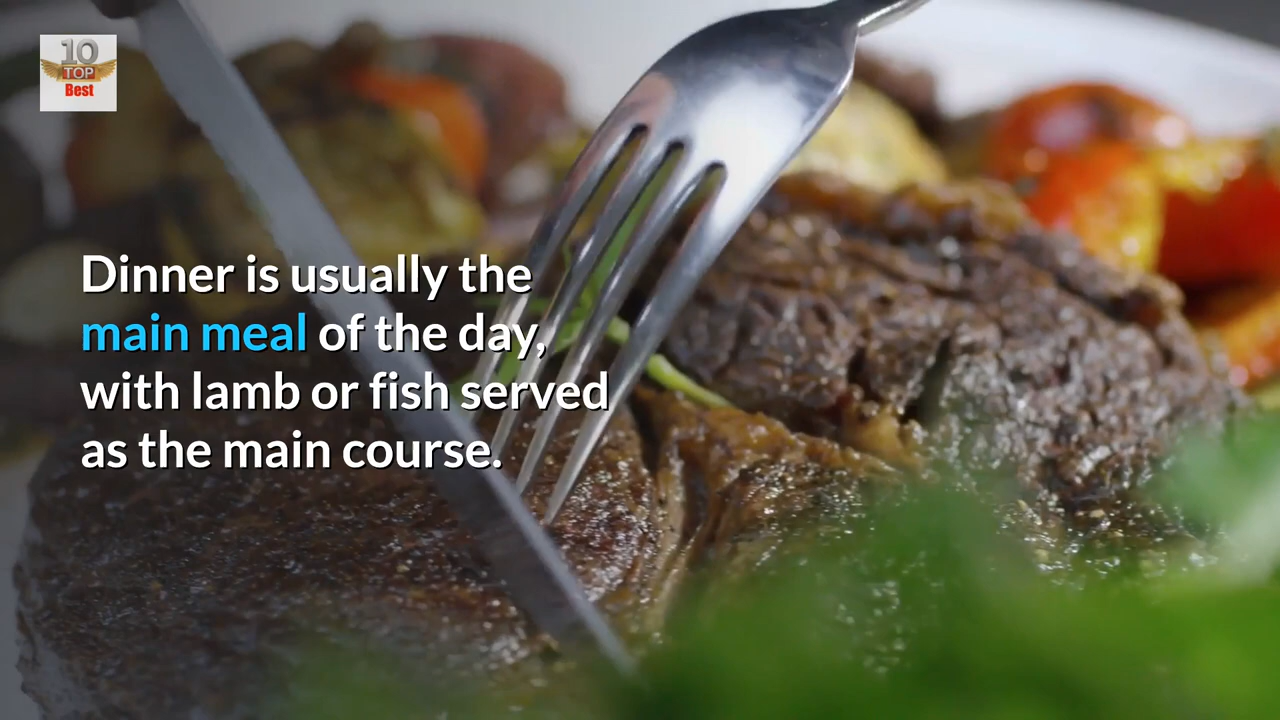 10
TOP
Best
Dinner is usually the
main meal of the day,
with lamb or fish served
as the main course.